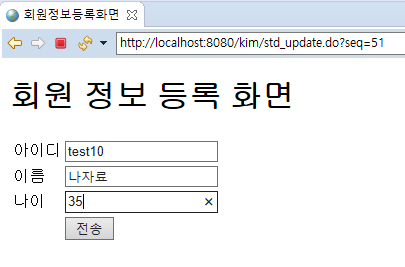 회원정보등록화면
http://localhost:8080/kim/std_update.do?seq=51
회원 정보 등록 화면
아이디 test10
이름 나자료
나이 35
전송